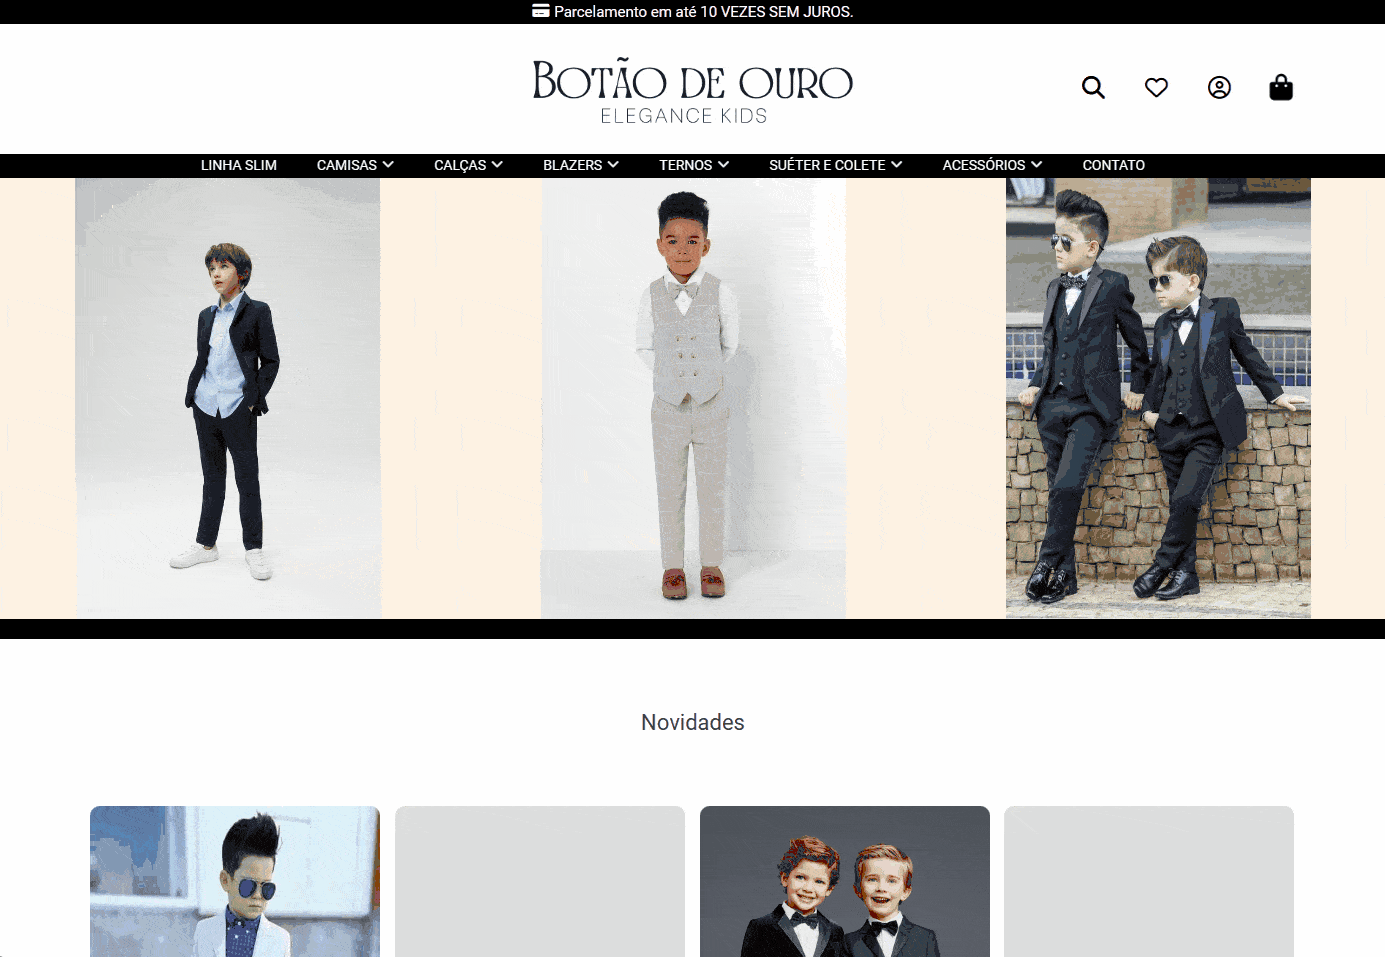 Parcelamento em até 10 VEZES SEM JUROS.
BOTÃO DE OURO
ELEGANCE KIDS
LINHA SLIM CAMISAS CALÇAS BLAZERS TERNOS SUÉTER E COLETE ACESSÓRIOS CONTATO
Novidades